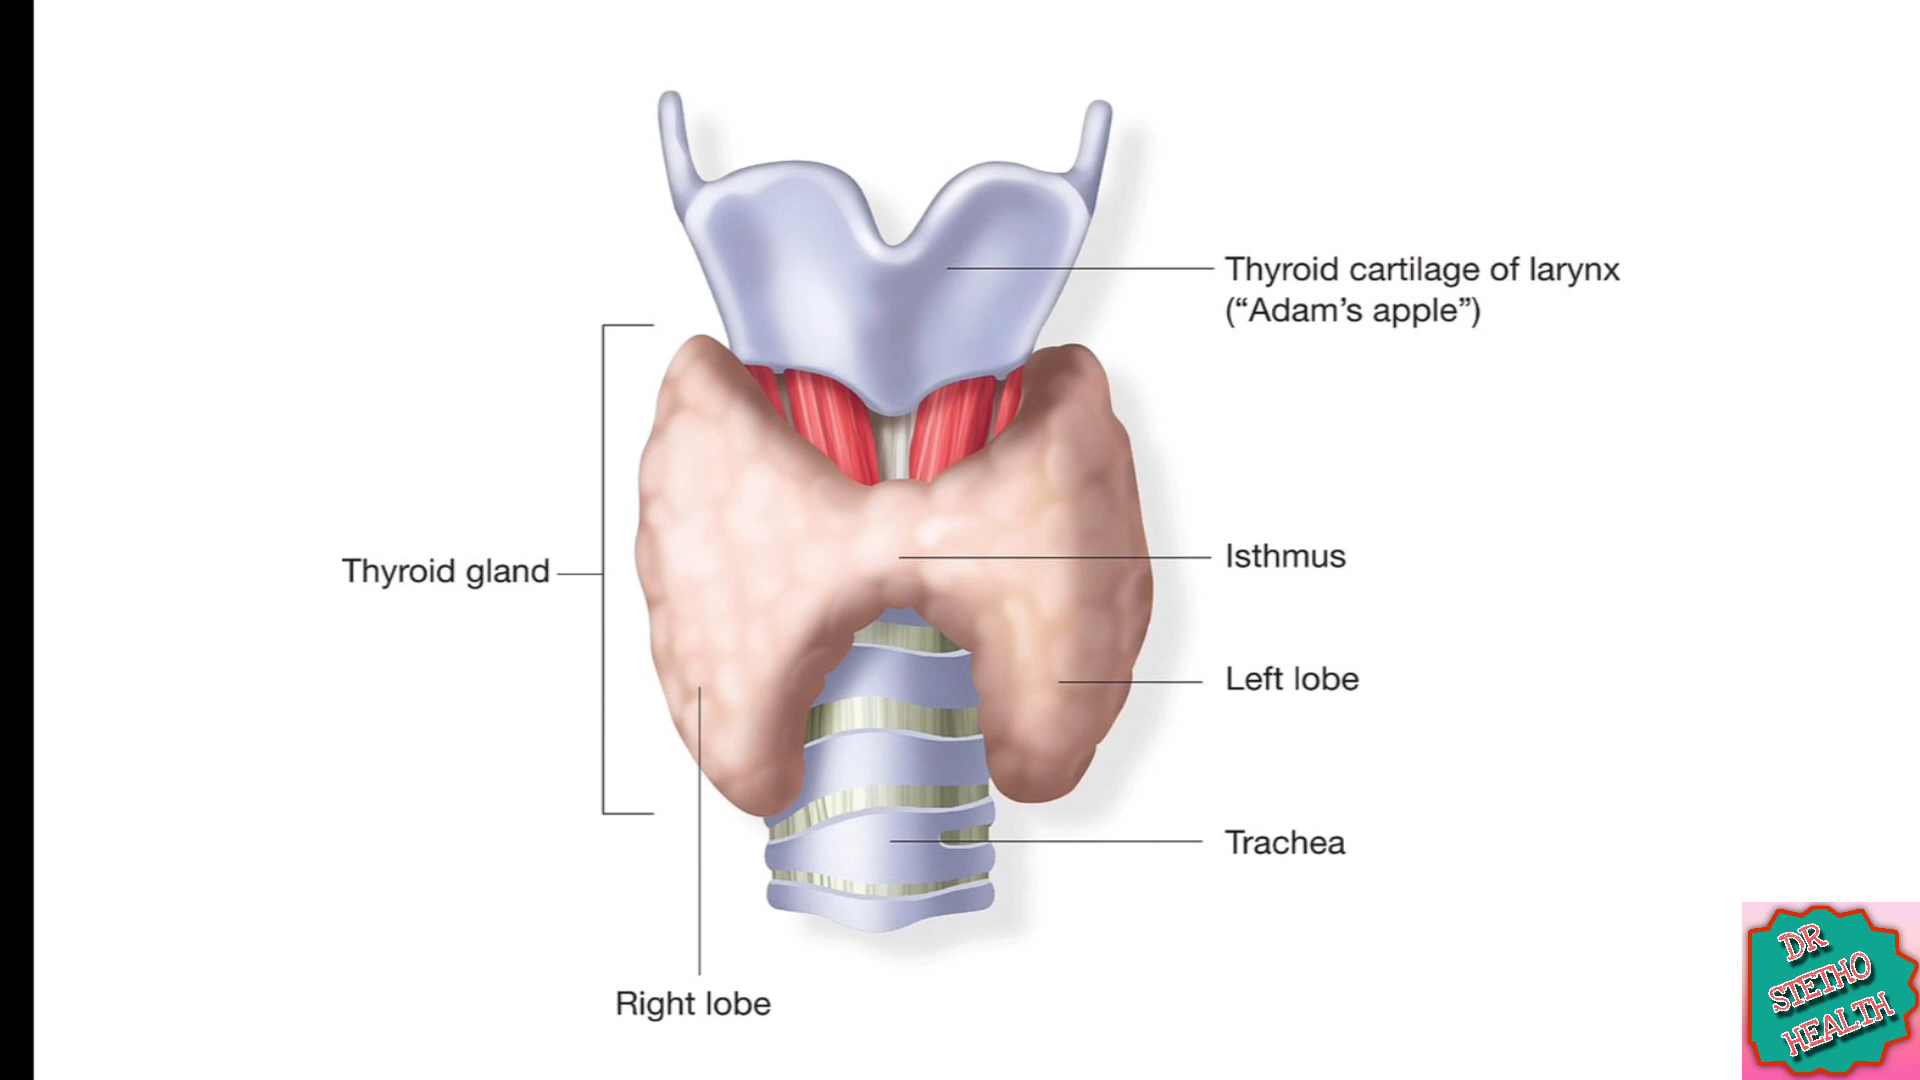 Thyroid cartilage of larynx
(“Adam’s apple”)
Thyroid gland
Isthmus
Left lobe
Trachea
Right lobe
DR
STETHO
HEALTH